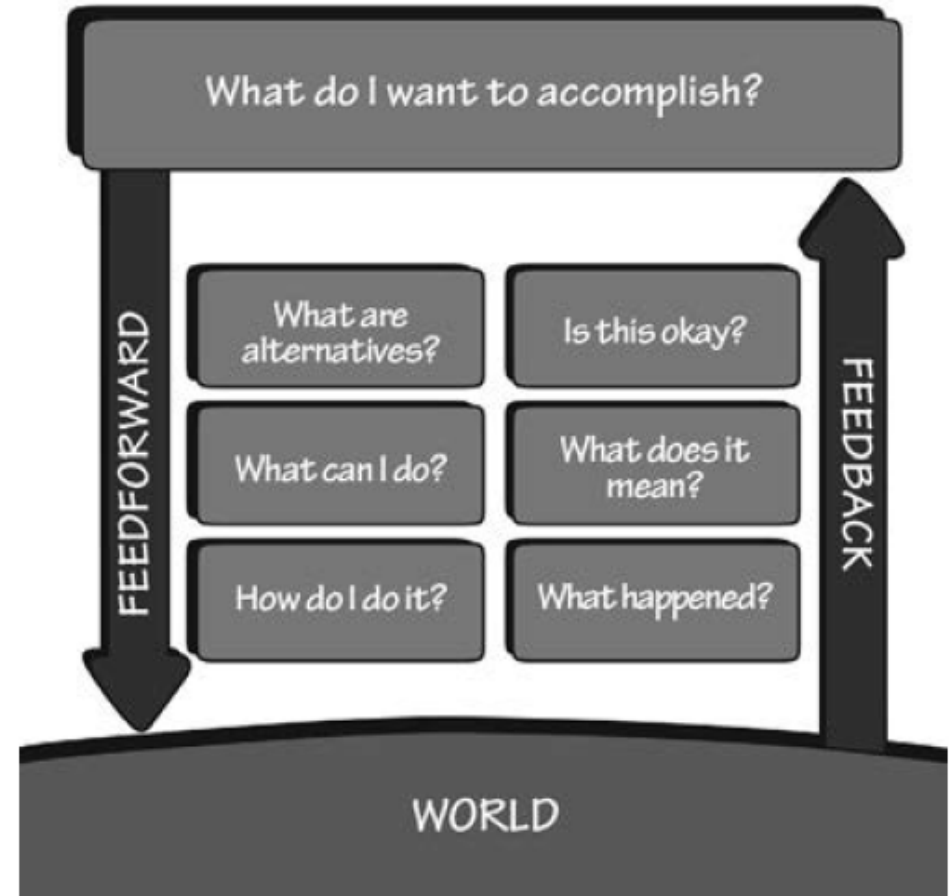 What do I want to accomplish?
FEEDFORWARD
What are
alternatives?
What can I do?
How do I do it?
Is this okay?
What does it
mean?
What happened?
FEEDBACK
WORLD